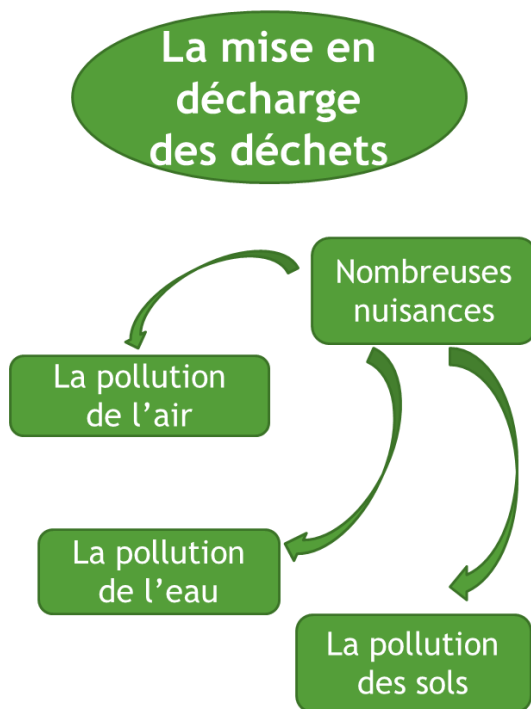 La mise en
décharge
des déchets
Nombreuses
nuisances
La pollution
de l’air
La pollution
de l’eau
La pollution
des sols